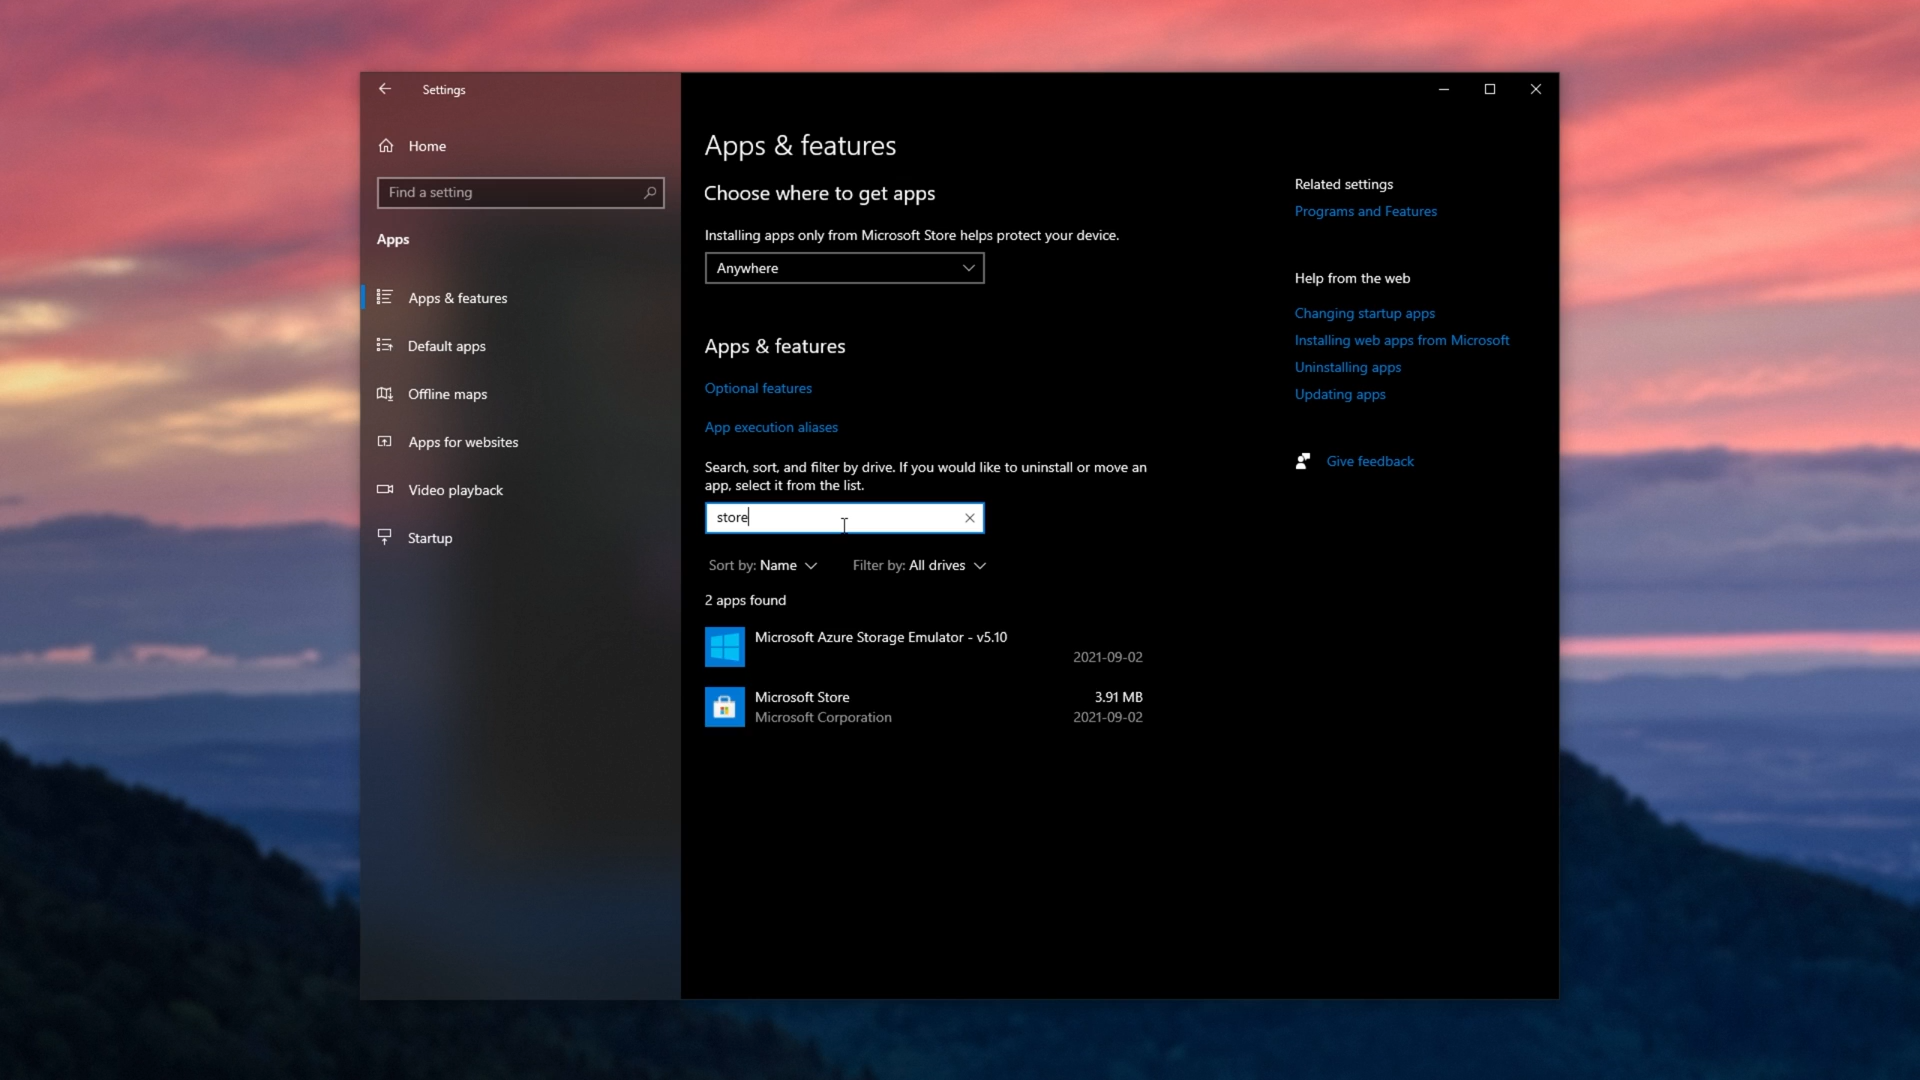 Settings
Home
Find a setting
Apps
Apps & features
Default apps
Offline maps
Apps for websites
Video playback
Startup
Apps & features
Choose where to get apps
Installing apps only from Microsoft Store helps protect your device.
Anywhere
Apps & features
Optional features
App execution aliases
Search, sort, and filter by drive. If you would like to uninstall or move an
app, select it from the list.
store
Sort by: Name
Filter by: All drives
2 apps found
Microsoft Azure Storage Emulator - v5.10
2021-09-02
Microsoft Store
3.91 MB
Microsoft Corporation
2021-09-02
Related settings
Programs and Features
Help from the web
Changing startup apps
Installing web apps from Microsoft
Uninstalling apps
Updating apps
Give feedback